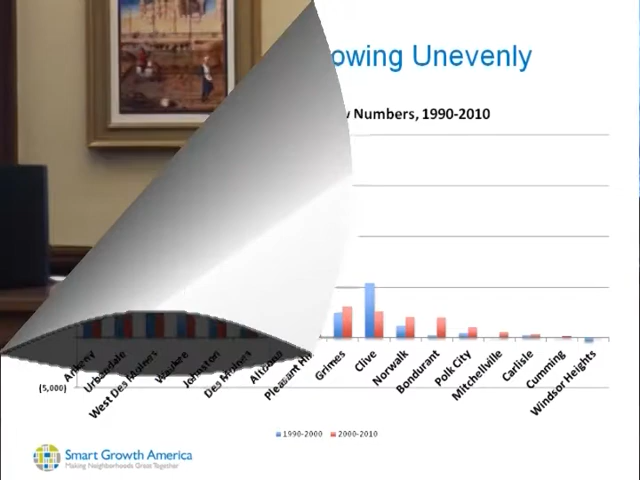 owing Unevenly
Numbers, 1990-2010
(5,000)
Ankeny
Urbandale
West Des Moines
Waukee
Johnston
Des Moines
Altoona
Pleasant Hi
Grimes
Clive
Norwalk
Bondurant
Polk City
Mitchellville
Carlisle
Cumming
Windsor Heights
1990-2000
2000-2010
Smart Growth America
Making Neighborhoods Great Together